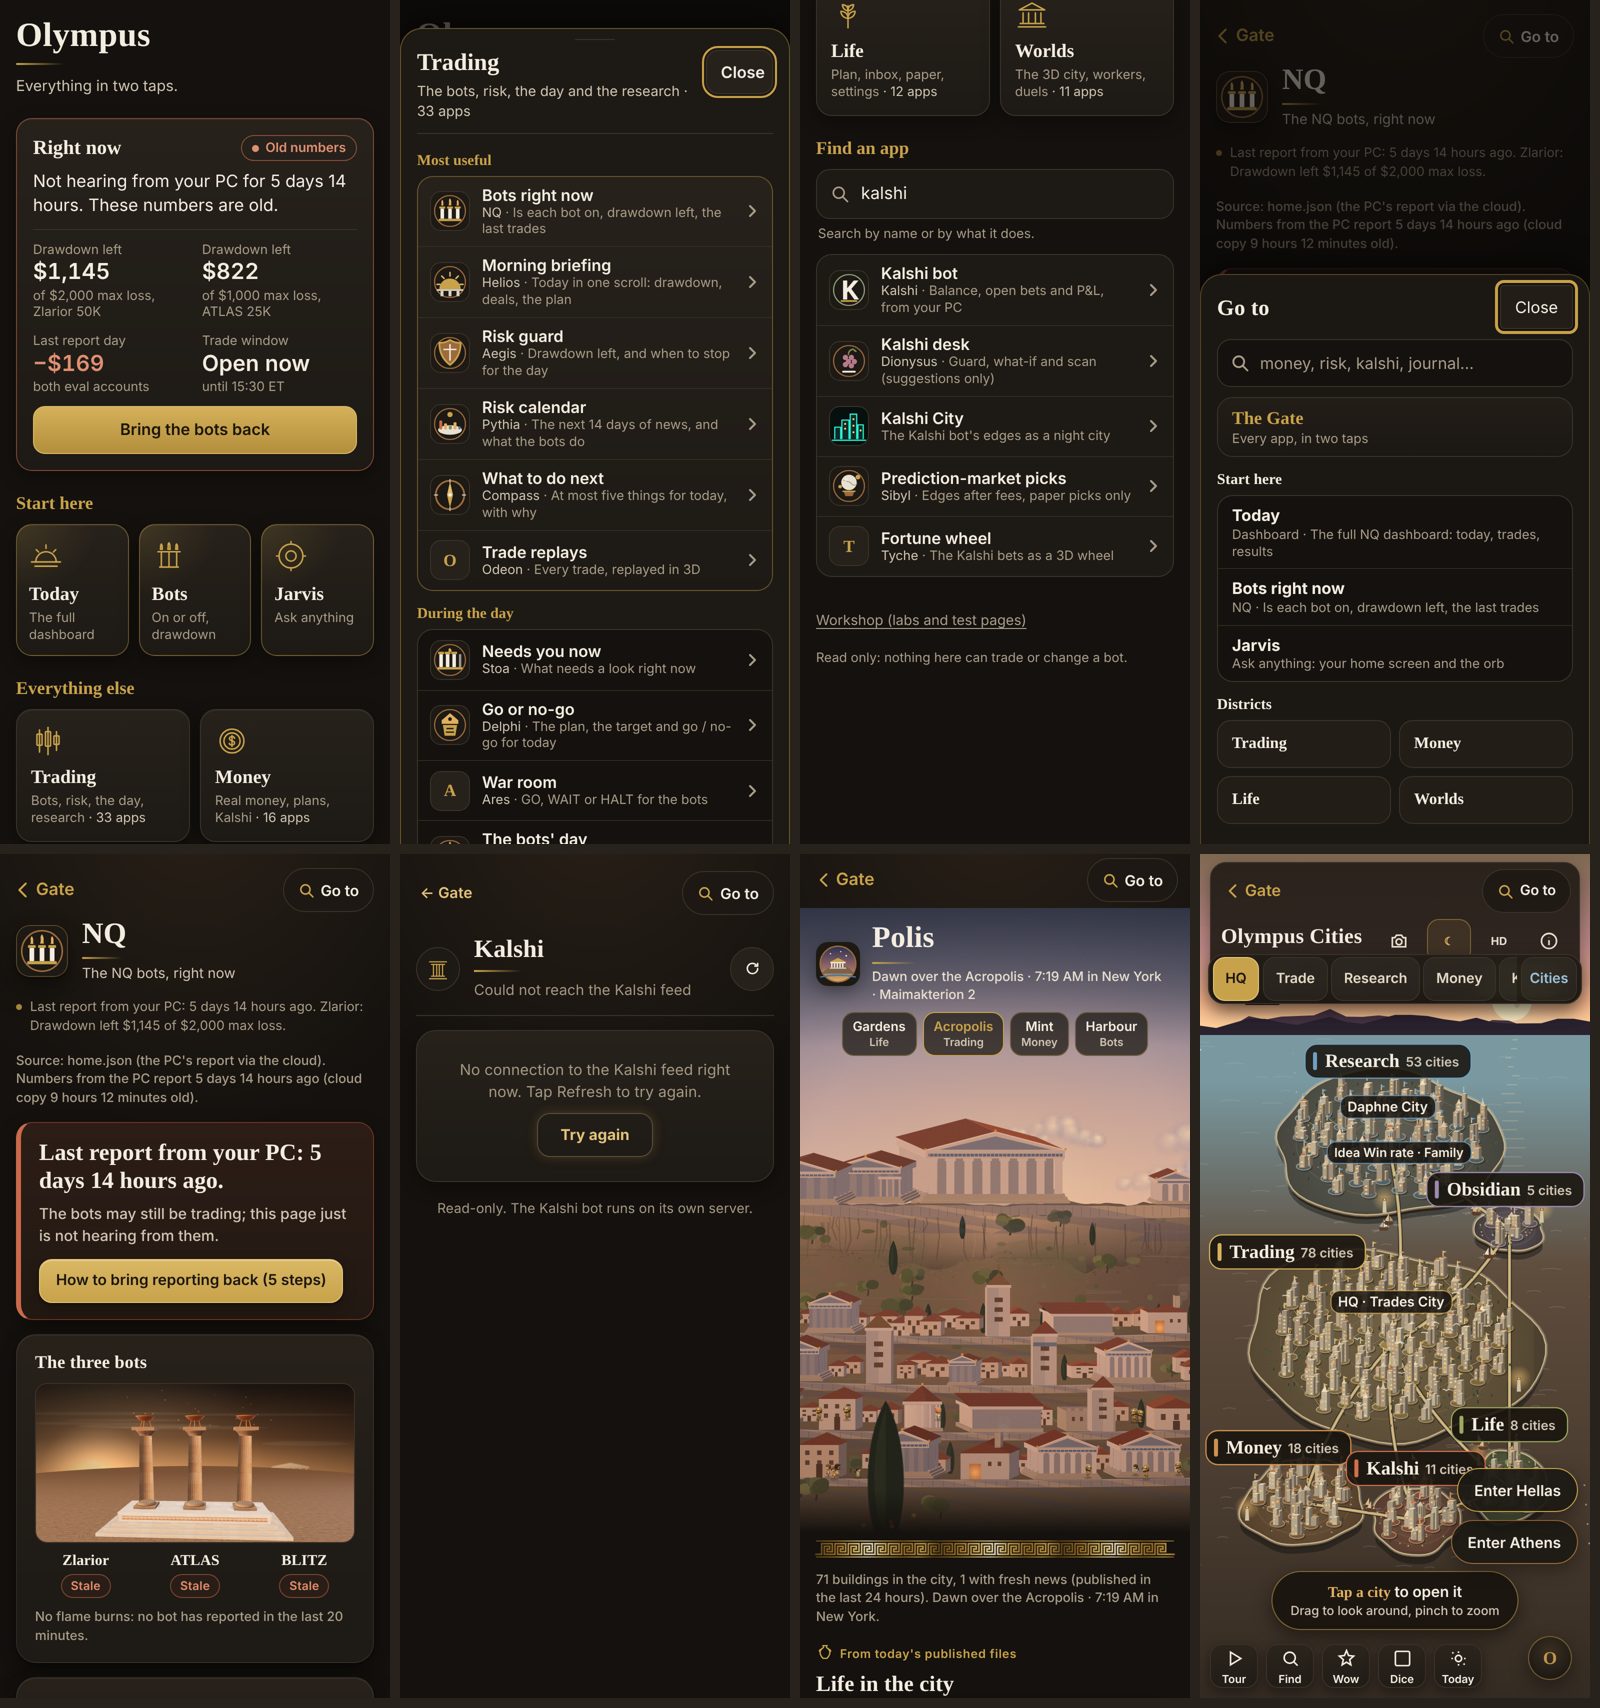 Olympus
Everything in two taps.
Right now
Old numbers
Not hearing from your PC for 5 days 14
hours. These numbers are old.
Drawdown left
$1,145
of $2,000 max loss,
Zlarior 50K
Drawdown left
$822
of $1,000 max loss,
ATLAS 25K
Last report day
−$169
both eval accounts
Trade window
Open now
until 15:30 ET
Bring the bots back
Start here
Today
The full
dashboard
Bots
On or off,
drawdown
Jarvis
Ask anything
Everything else
Trading
Bots, risk, the day,
research · 33 apps
Money
Real money, plans,
Kalshi · 16 apps
Trading
Close
The bots, risk, the day and the research ·
33 apps
Most useful
Bots right now
NQ · Is each bot on, drawdown left, the
last trades
Morning briefing
Helios · Today in one scroll: drawdown,
deals, the plan
Risk guard
Aegis · Drawdown left, and when to stop
for the day
Risk calendar
Pythia · The next 14 days of news, and
what the bots do
What to do next
Compass · At most five things for today,
with why
O
Trade replays
Odeon · Every trade, replayed in 3D
During the day
Needs you now
Stoa · What needs a look right now
Go or no-go
Delphi · The plan, the target and go / no-
go for today
A
War room
Ares · GO, WAIT or HALT for the bots
The bots' day
Life
Plan, inbox, paper,
settings · 12 apps
Worlds
The 3D city, workers,
duels · 11 apps
Find an app
kalshi
Search by name or by what it does.
K
Kalshi bot
Kalshi · Balance, open bets and P&L,
from your PC
Kalshi desk
Dionysus · Guard, what-if and scan
(suggestions only)
Kalshi City
The Kalshi bot's edges as a night city
Prediction-market picks
Sibyl · Edges after fees, paper picks only
T
Fortune wheel
Tyche · The Kalshi bets as a 3D wheel
Workshop (labs and test pages)
Read only: nothing here can trade or change a bot.
Gate
Go to
NQ
The NQ bots, right now
Last report from your PC: 5 days 14 hours ago. Zlarior:
Drawdown left $1,145 of $2,000 max loss.
Source: home.json (the PC's report via the cloud).
Numbers from the PC report 5 days 14 hours ago (cloud
copy 9 hours 12 minutes old).
Go to
Close
money, risk, kalshi, journal...
The Gate
Every app, in two taps
Start here
Today
Dashboard · The full NQ dashboard: today, trades,
results
Bots right now
NQ · Is each bot on, drawdown left, the last trades
Jarvis
Ask anything: your home screen and the orb
Districts
Trading
Money
Life
Worlds
Gate
Go to
NQ
The NQ bots, right now
Last report from your PC: 5 days 14 hours ago. Zlarior:
Drawdown left $1,145 of $2,000 max loss.
Source: home.json (the PC's report via the cloud).
Numbers from the PC report 5 days 14 hours ago (cloud
copy 9 hours 12 minutes old).
Last report from your PC: 5
days 14 hours ago.
The bots may still be trading; this page just
is not hearing from them.
How to bring reporting back (5 steps)
The three bots
Zlarior
ATLAS
BLITZ
Stale
Stale
Stale
No flame burns: no bot has reported in the last 20
minutes.
← Gate
Go to
Kalshi
Could not reach the Kalshi feed
No connection to the Kalshi feed right
now. Tap Refresh to try again.
Try again
Read-only. The Kalshi bot runs on its own server.
Gate
Go to
Polis
Dawn over the Acropolis · 7:19 AM in New York
· Maimakterion 2
Gardens
Life
Acropolis
Trading
Mint
Money
Harbour
Bots
71 buildings in the city, 1 with fresh news (published in
the last 24 hours). Dawn over the Acropolis · 7:19 AM in
New York.
From today's published files
Life in the city
Gate
Go to
Olympus Cities
HD
HQ
Trade
Research
Money
Cities
Research 53 cities
Daphne City
Idea Win rate · Family
Obsidian 5 cities
Trading 78 cities
HQ · Trades City
Life 8 cities
Money 18 cities
Kalshi 11 cities
Enter Hellas
Enter Athens
Tap a city to open it
Drag to look around, pinch to zoom
Tour
Find
Wow
Dice
Today
O